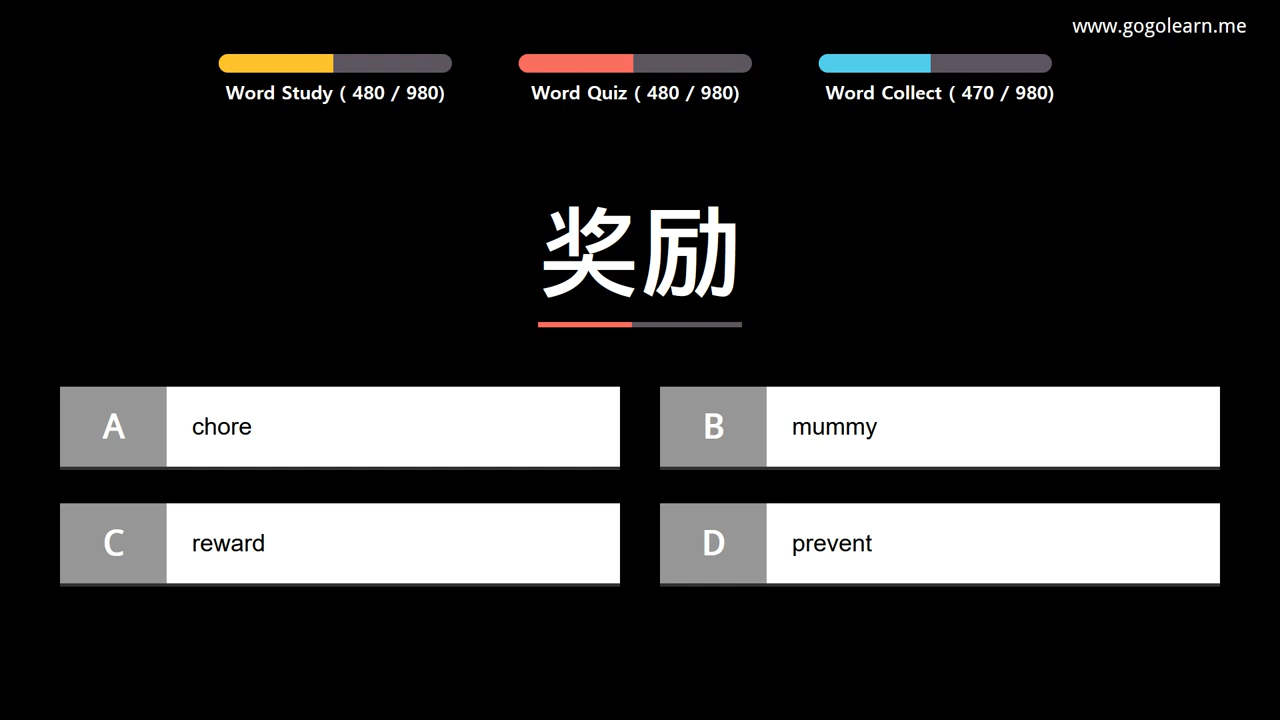 www.gogolearn.me
Word Study ( 480 / 980)
Word Quiz ( 480 / 980)
Word Collect ( 470 / 980)
奖励
A chore
B mummy
C reward
D prevent